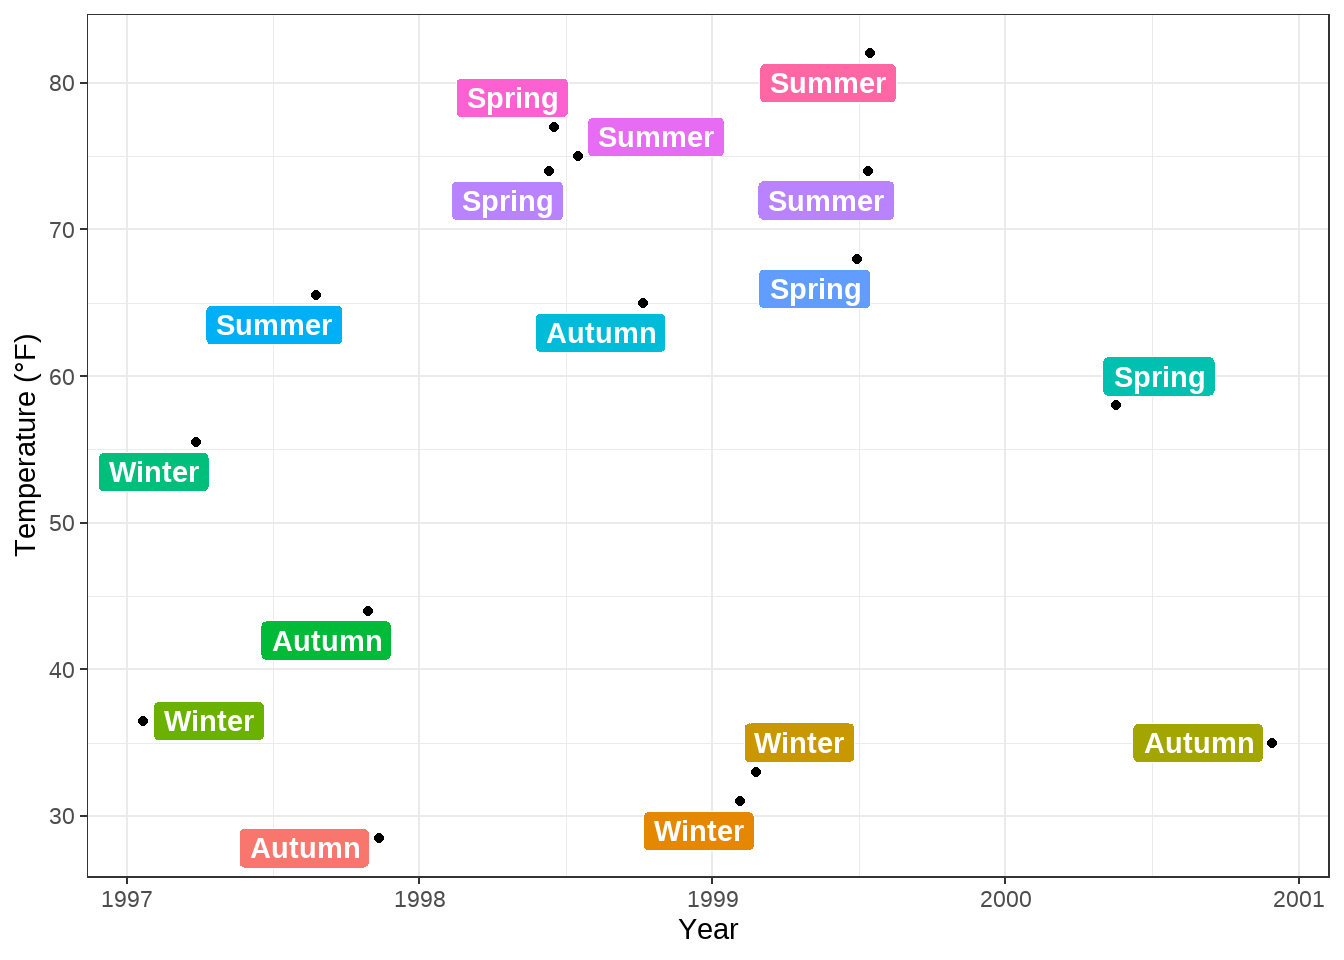 80
70
60
50
40
30
Temperature (°F)
Summer
Spring
Summer
Spring
Summer
Spring
Summer
Autumn
Spring
Winter
Autumn
Winter
Winter
Autumn
Winter
Autumn
1997
1998
1999
2000
2001
Year